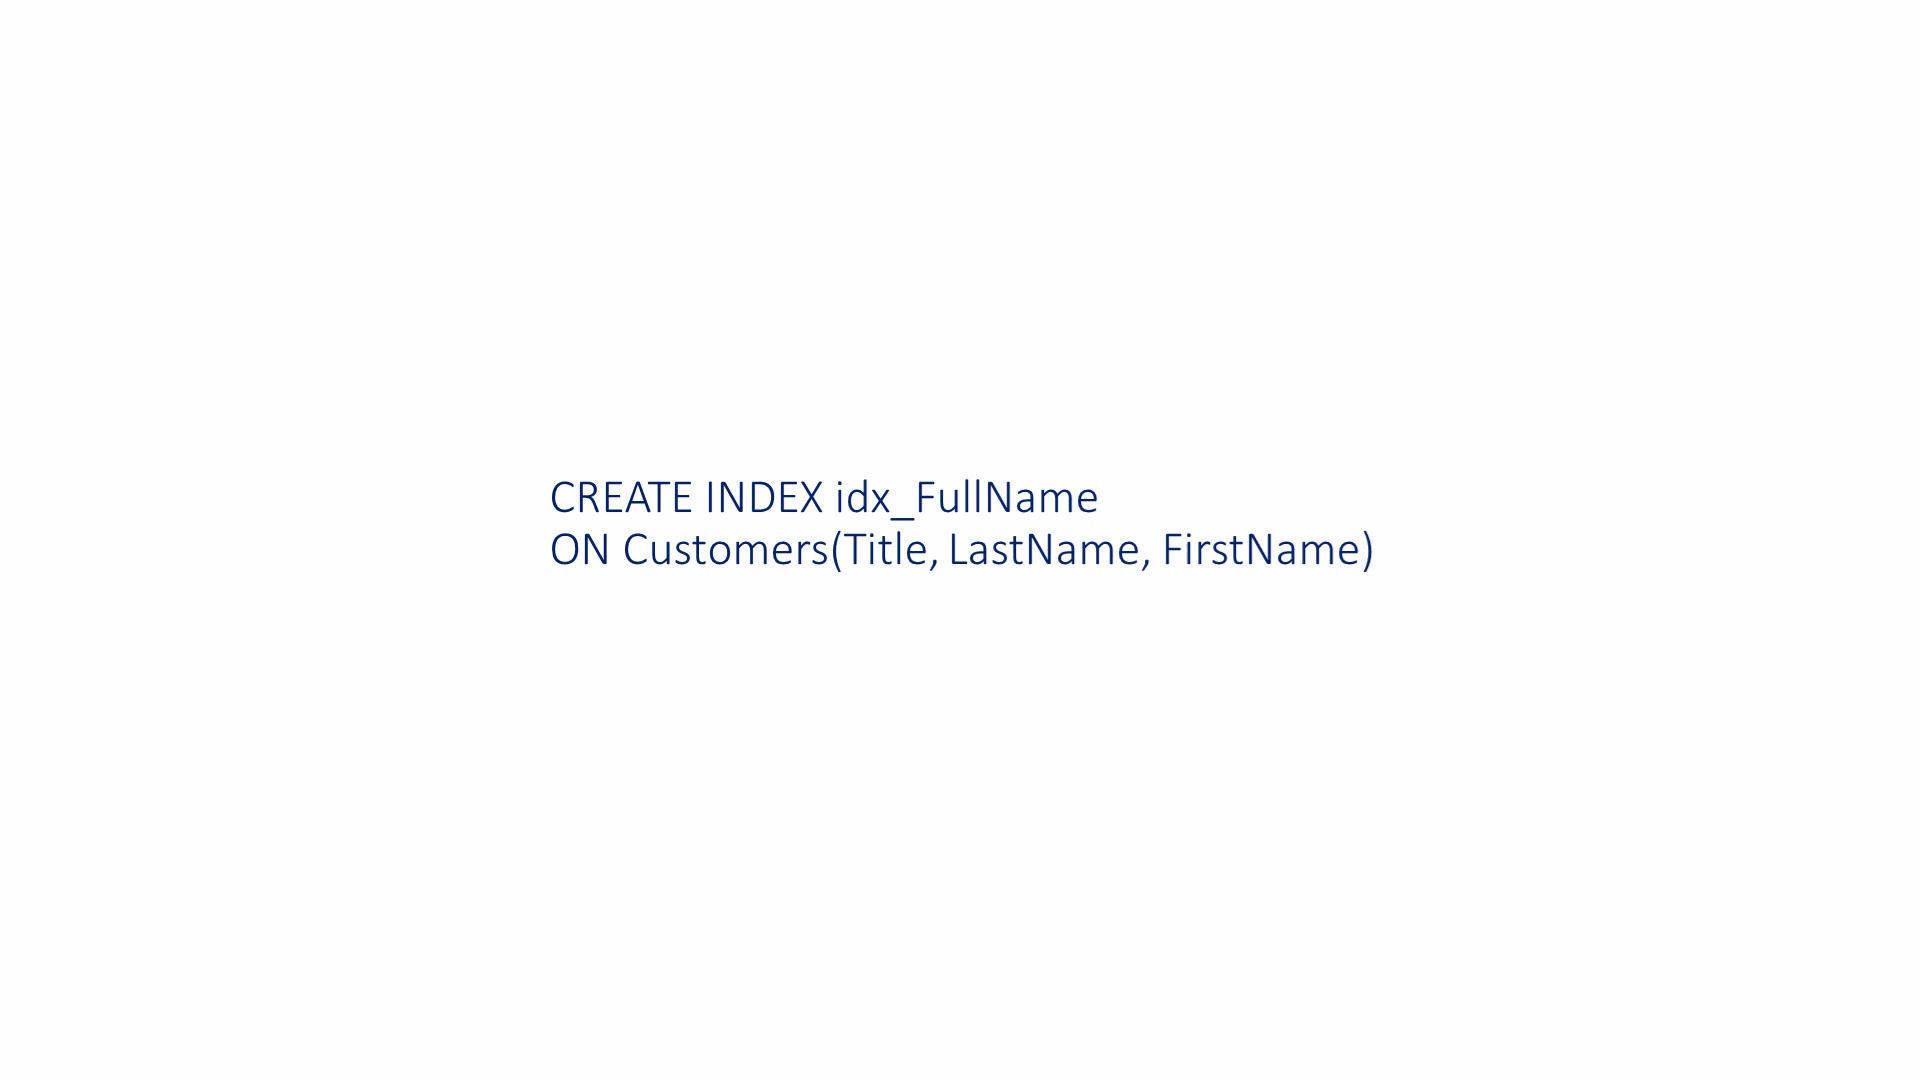 CREATE INDEX idx_FullName
ON Customers(Title, LastName, FirstName)